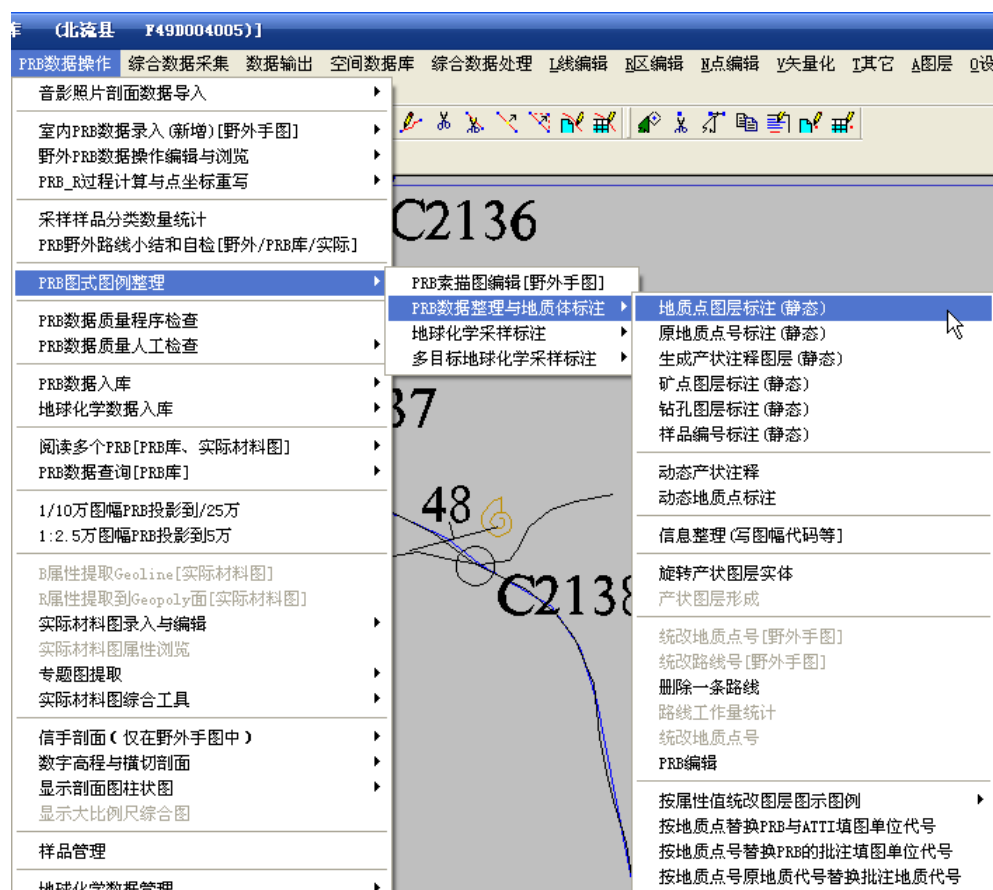 库 (北流县 F49D004005)]
PRB数据操作 综合数据采集 数据输出 空间数据库 综合数据处理 L线编辑 R区编辑 N点编辑 V矢量化 T其它 A图层 O设
音影照片剖面数据导入
室内PRB数据录入(新增)[野外手图]
野外PRB数据操作编辑与浏览
PRB_R过程计算与点坐标重写
采样样品分类数量统计
PRB野外路线小结和自检[野外/PRB库/实际]
PRB图式图例整理
PRB数据质量程序检查
PRB数据质量人工检查
PRB数据入库
地球化学数据入库
阅读多个PRB[PRB库、实际材料图]
PRB数据查询[PRB库]
1/10万图幅PRB投影到/25万
1:2.5万图幅PRB投影到5万
B属性提取Geoline[实际材料图]
R属性提取到Geopoly面[实际材料图]
实际材料图录入与编辑
实际材料图属性浏览
专题图提取
实际材料图综合工具
信手剖面(仅在野外手图中)
数字高程与横切剖面
显示剖面图柱状图
显示大比例尺综合图
样品管理
地球化学数据管理
PRB素描图编辑[野外手图]
PRB数据整理与地质体标注
地球化学采样标注
多目标地球化学采样标注
地质点图层标注(静态)
原地质点号标注(静态)
生成产状注释图层(静态)
矿点图层标注(静态)
钻孔图层标注(静态)
样品编号标注(静态)
动态产状注释
动态地质点标注
信息整理(写图幅代码等]
旋转产状图层实体
产状图层形成
统改地质点号[野外手图]
统改路线号[野外手图]
删除一条路线
路线工作量统计
统改地质点号
PRB编辑
按属性值统改图层图示图例
按地质点替换PRB与ATTI填图单位代号
按地质点号替换PRB的批注填图单位代号
按地质点号原地质代号替换批注地质代号
C2136
37
48
C2138